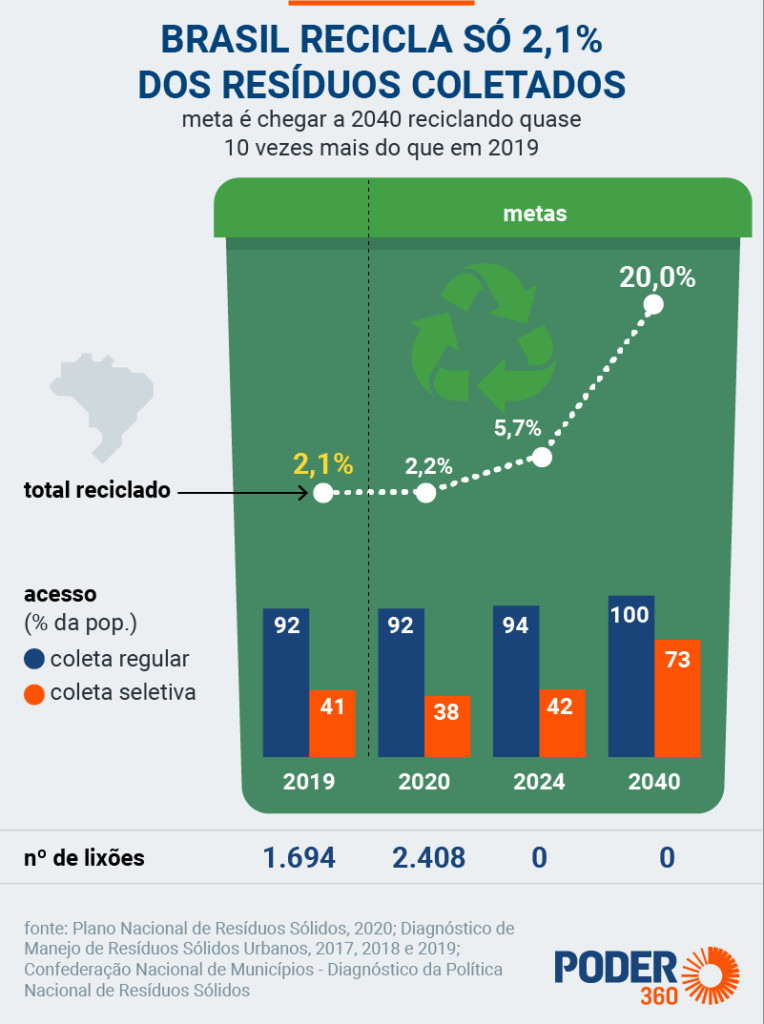 BRASIL RECICLA SÓ 2,1%
DOS RESÍDUOS COLETADOS
meta é chegar a 2040 reciclando quase
10 vezes mais do que em 2019
metas
20,0%
5,7%
2,1%
2,2%
total reciclado
acesso
(% da pop.)
coleta regular
coleta seletiva
92 41 92 38 94 42 100 73
2019 2020 2024 2040
nº de lixões 1.694 2.408 0 0
fonte: Plano Nacional de Resíduos Sólidos, 2020; Diagnóstico de
Manejo de Resíduos Sólidos Urbanos, 2017, 2018 e 2019;
Confederação Nacional de Municípios - Diagnóstico da Política
Nacional de Resíduos Sólidos
PODER
360